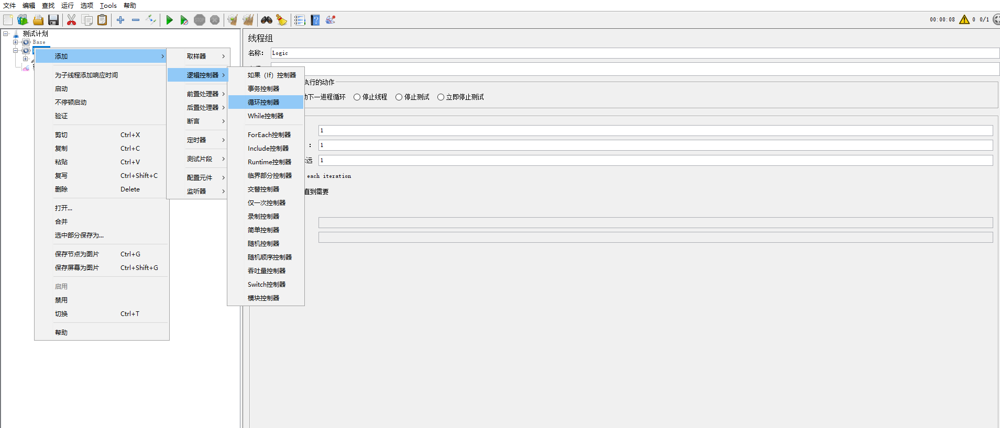 文件 编辑 查找 运行 选项 Tools 帮助
00:00:08 0 0/1
测试计划
Base
添加
为子线程添加响应时间
启动
不停顿启动
验证
剪切 Ctrl+X
复制 Ctrl+C
粘贴 Ctrl+V
复写 Ctrl+Shift+C
删除 Delete
打开...
合并
选中部分保存为...
保存节点为图片 Ctrl+G
保存屏幕为图片 Ctrl+Shift+G
启用
禁用
切换 Ctrl+T
帮助
取样器
逻辑控制器
前置处理器
后置处理器
断言
定时器
测试片段
配置元件
监听器
如果（If）控制器
事务控制器
循环控制器
While控制器
ForEach控制器
Include控制器
Runtime控制器
临界部分控制器
交替控制器
仅一次控制器
录制控制器
简单控制器
随机控制器
随机顺序控制器
吞吐量控制器
Switch控制器
模块控制器
线程组
名称： Logic
执行的动作
动下一进程循环 停止线程 停止测试 立即停止测试
1
： 1
远 1
each iteration
直到需要